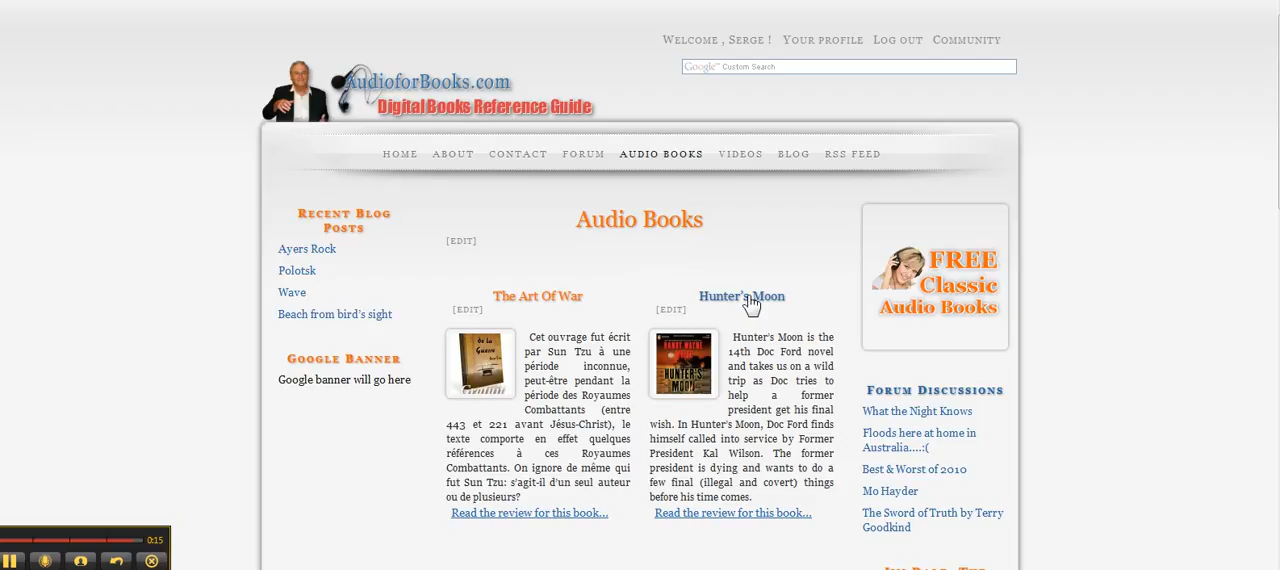 Welcome , Serge ! Your profile Log out Community
Google™ Custom Search
AudioforBooks.com
Digital Books Reference Guide
HOME ABOUT CONTACT FORUM AUDIO BOOKS VIDEOS BLOG RSS FEED
Recent Blog
Posts
Ayers Rock
Polotsk
Wave
Beach from bird's sight
Google Banner
Google banner will go here
Audio Books
[EDIT]
The Art Of War
[EDIT]
Cet ouvrage fut écrit
par Sun Tzu à une
période inconnue,
peut-être pendant la
période des Royaumes
Combattants (entre
443 et 221 avant Jésus-Christ), le
texte comporte en effet quelques
références à ces Royaumes
Combattants. On ignore de même qui
fut Sun Tzu: s'agit-il d'un seul auteur
ou de plusieurs?
Read the review for this book...
Hunter's Moon
[EDIT]
HUNTER'S
MOON
Hunter's Moon is the
14th Doc Ford novel
and takes us on a wild
trip as Doc tries to
help a former
president get his final
wish. In Hunter's Moon, Doc Ford finds
himself called into service by Former
President Kal Wilson. The former
president is dying and wants to do a
few final (illegal and covert) things
before his time comes.
Read the review for this book...
FREE
Classic
Audio Books
Forum Discussions
What the Night Knows
Floods here at home in
Australia....:(
Best & Worst of 2010
Mo Hayder
The Sword of Truth by Terry
Goodkind
0:15